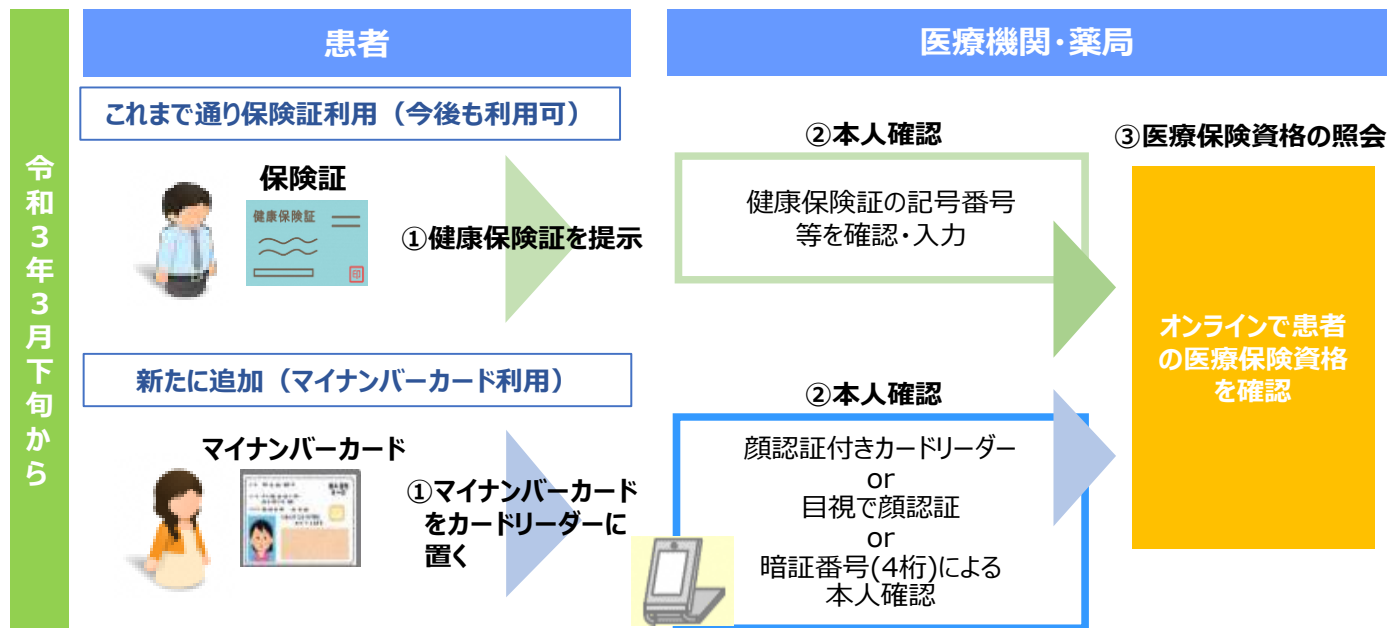 令和３年３月下旬から
患者
医療機関・薬局
これまで通り保険証利用（今後も利用可）
保険証
健康保険証
印
①健康保険証を提示
②本人確認
健康保険証の記号番号
等を確認・入力
③医療保険資格の照会
オンラインで患者
の医療保険資格
を確認
新たに追加（マイナンバーカード利用）
マイナンバーカード
①マイナンバーカード
をカードリーダーに
置く
②本人確認
顔認証付きカードリーダー
or
目視で顔認証
or
暗証番号(4桁)による
本人確認